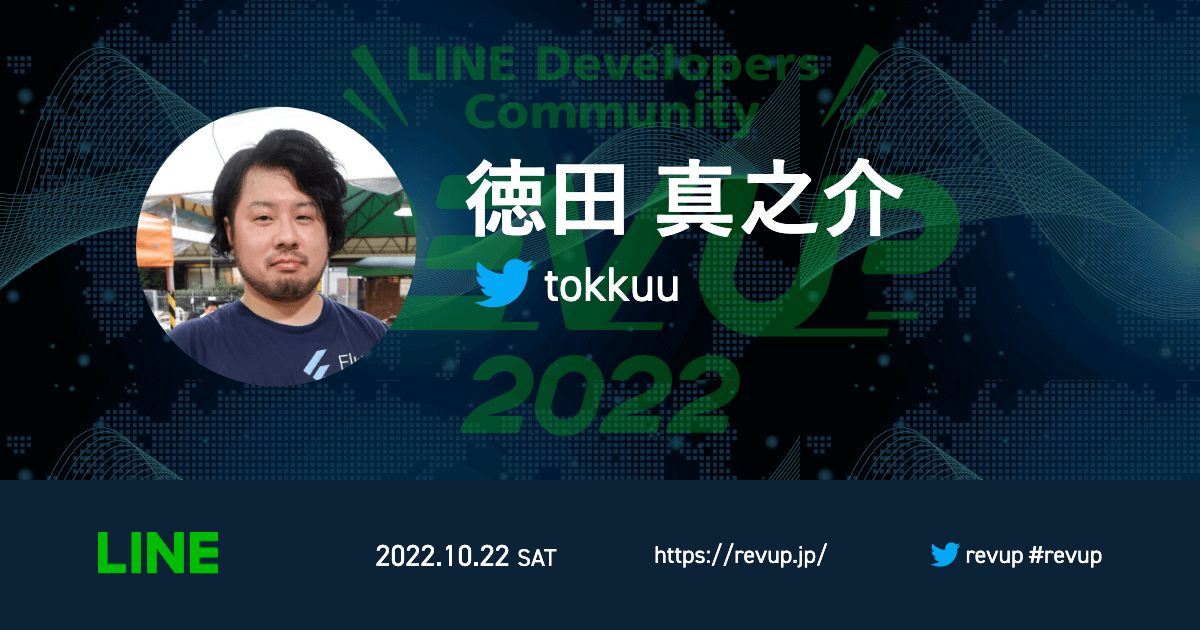 LINE Developers
Community
REVUP
2022
徳田 真之介
tokkuu
LINE
2022.10.22 SAT
https://revup.jp/
revup #revup